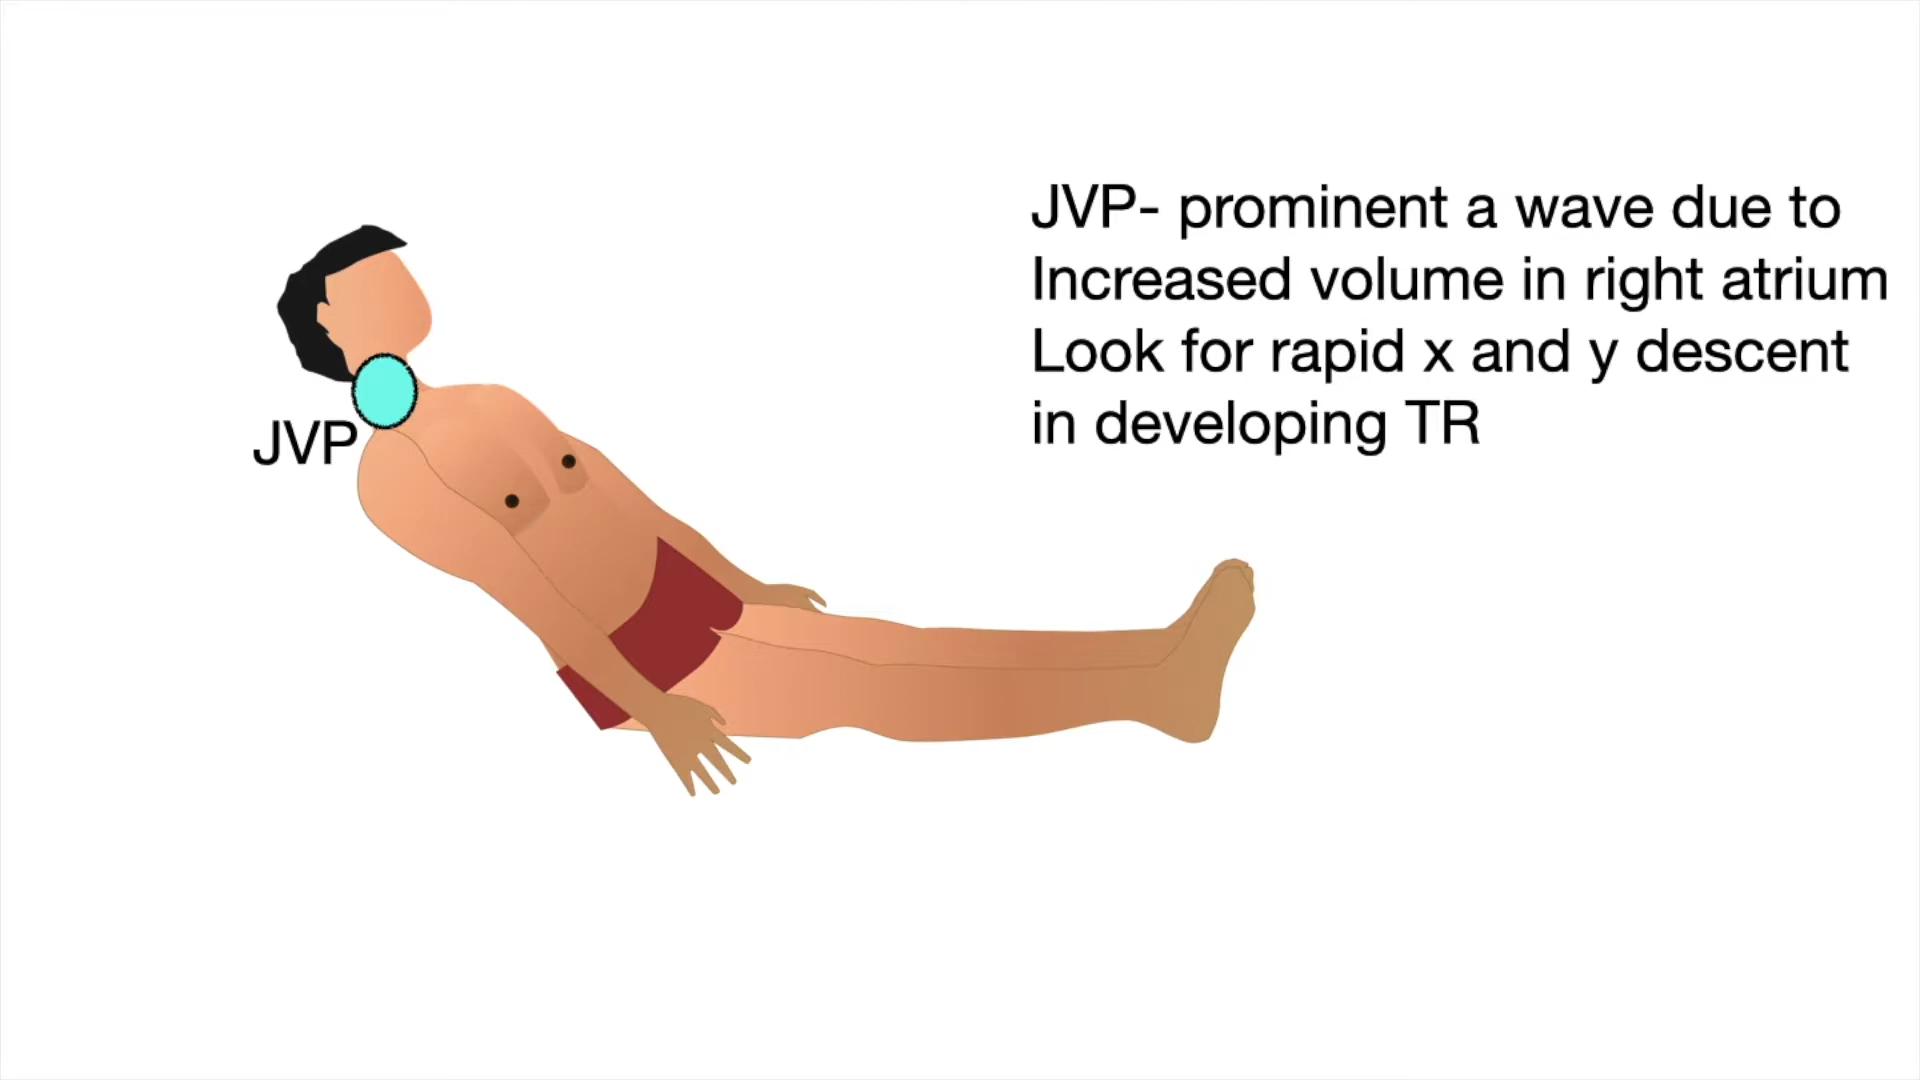 JVP- prominent a wave due to
Increased volume in right atrium
Look for rapid x and y descent
in developing TR
JVP